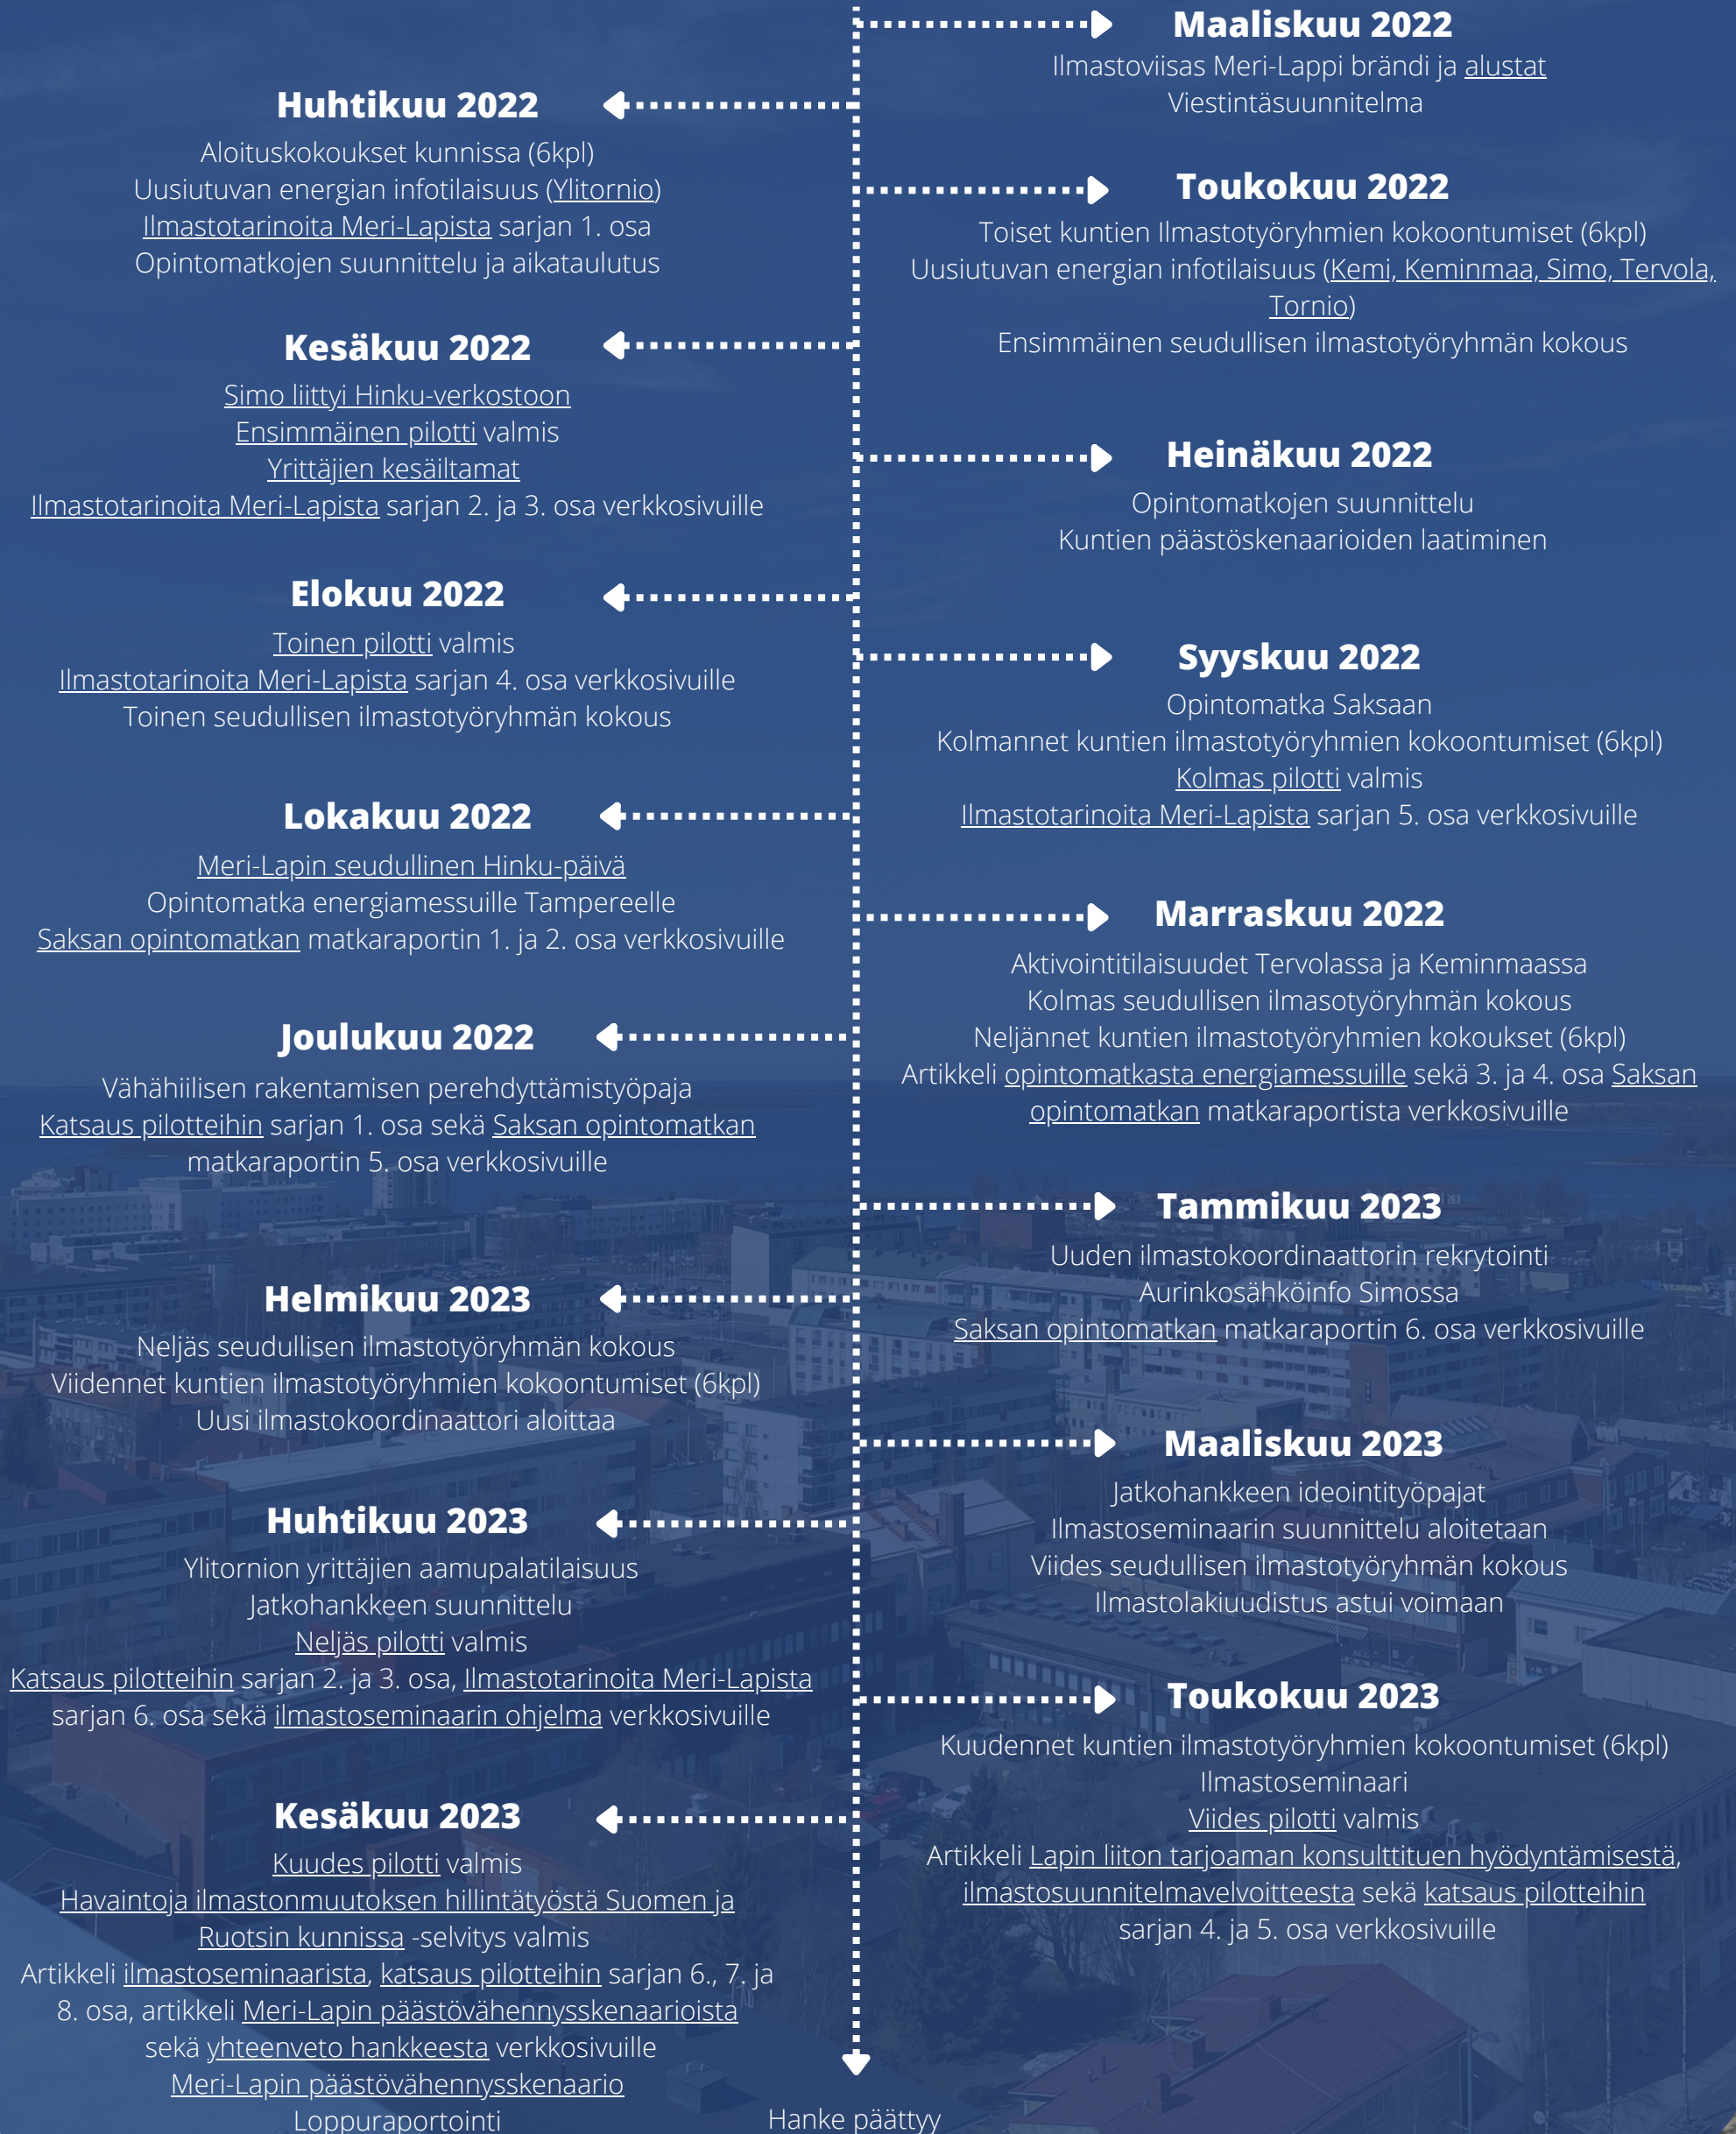 Maaliskuu 2022
Ilmastoviisas Meri-Lappi brändi ja alustat
Viestintäsuunnitelma
Huhtikuu 2022
Aloituskokoukset kunnissa (6kpl)
Uusiutuvan energian infotilaisuus (Ylitornio)
Ilmastotarinoita Meri-Lapista sarjan 1. osa
Opintomatkojen suunnittelu ja aikataulutus
Toukokuu 2022
Toiset kuntien Ilmastotyöryhmien kokoontumiset (6kpl)
Uusiutuvan energian infotilaisuus (Kemi, Keminmaa, Simo, Tervola,
Tornio)
Ensimmäinen seudullisen ilmastotyöryhmän kokous
Kesäkuu 2022
Simo liittyi Hinku-verkostoon
Ensimmäinen pilotti valmis
Yrittäjien kesäiltamat
Ilmastotarinoita Meri-Lapista sarjan 2. ja 3. osa verkkosivuille
Heinäkuu 2022
Opintomatkojen suunnittelu
Kuntien päästöskenaarioiden laatiminen
Elokuu 2022
Toinen pilotti valmis
Ilmastotarinoita Meri-Lapista sarjan 4. osa verkkosivuille
Toinen seudullisen ilmastotyöryhmän kokous
Syyskuu 2022
Opintomatka Saksaan
Kolmannet kuntien ilmastotyöryhmien kokoontumiset (6kpl)
Kolmas pilotti valmis
Ilmastotarinoita Meri-Lapista sarjan 5. osa verkkosivuille
Lokakuu 2022
Meri-Lapin seudullinen Hinku-päivä
Opintomatka energiamessuille Tampereelle
Saksan opintomatkan matkaraportin 1. ja 2. osa verkkosivuille
Marraskuu 2022
Aktivointitilaisuudet Tervolassa ja Keminmaassa
Kolmas seudullisen ilmasotyöryhmän kokous
Neljännet kuntien ilmastotyöryhmien kokoukset (6kpl)
Artikkeli opintomatkasta energiamessuille sekä 3. ja 4. osa Saksan
opintomatkan matkaraportista verkkosivuille
Joulukuu 2022
Vähähiilisen rakentamisen perehdyttämistyöpaja
Katsaus pilotteihin sarjan 1. osa sekä Saksan opintomatkan
matkaraportin 5. osa verkkosivuille
Tammikuu 2023
Uuden ilmastokoordinaattorin rekrytointi
Aurinkosähköinfo Simossa
Saksan opintomatkan matkaraportin 6. osa verkkosivuille
Helmikuu 2023
Neljäs seudullisen ilmastotyöryhmän kokous
Viidennet kuntien ilmastotyöryhmien kokoontumiset (6kpl)
Uusi ilmastokoordinaattori aloittaa
Maaliskuu 2023
Jatkohankkeen ideointityöpajat
Ilmastoseminaarin suunnittelu aloitetaan
Viides seudullisen ilmastotyöryhmän kokous
Ilmastolakiuudistus astui voimaan
Huhtikuu 2023
Ylitornion yrittäjien aamupalatilaisuus
Jatkohankkeen suunnittelu
Neljäs pilotti valmis
Katsaus pilotteihin sarjan 2. ja 3. osa, Ilmastotarinoita Meri-Lapista
sarjan 6. osa sekä ilmastoseminaarin ohjelma verkkosivuille
Toukokuu 2023
Kuudennet kuntien ilmastotyöryhmien kokoontumiset (6kpl)
Ilmastoseminaari
Viides pilotti valmis
Artikkeli Lapin liiton tarjoaman konsulttituen hyödyntämisestä,
ilmastosuunnitelmavelvoitteesta sekä katsaus pilotteihin
sarjan 4. ja 5. osa verkkosivuille
Kesäkuu 2023
Kuudes pilotti valmis
Havaintoja ilmastonmuutoksen hillintätyöstä Suomen ja
Ruotsin kunnissa -selvitys valmis
Artikkeli ilmastoseminaarista, katsaus pilotteihin sarjan 6., 7. ja
8. osa, artikkeli Meri-Lapin päästövähennysskenaarioista
sekä yhteenveto hankkeesta verkkosivuille
Meri-Lapin päästövähennysskenaario
Loppuraportointi
Hanke päättyy